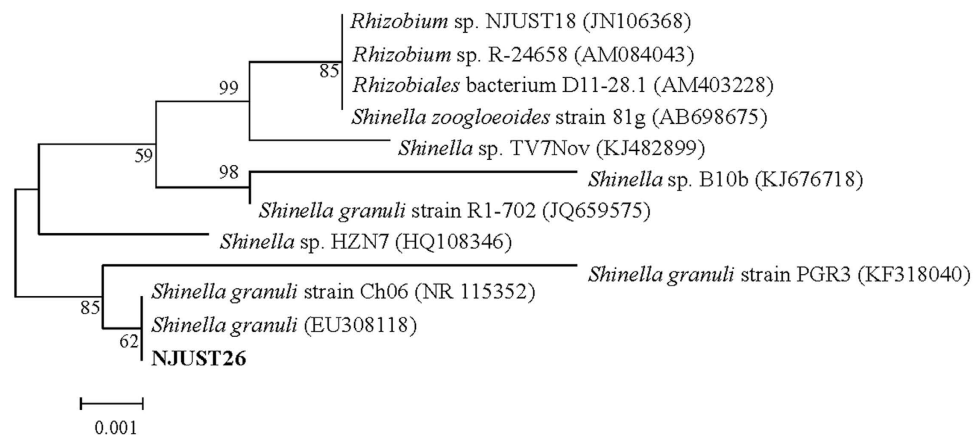 Rhizobium sp. NJUST18 (JN106368)
Rhizobium sp. R-24658 (AM084043)
85
Rhizobiales bacterium D11-28.1 (AM403228)
99
Shinella zoogloeoides strain 81g (AB698675)
Shinella sp. TV7Nov (KJ482899)
59
98
Shinella sp. B10b (KJ676718)
Shinella granuli strain R1-702 (JQ659575)
Shinella sp. HZN7 (HQ108346)
Shinella granuli strain PGR3 (KF318040)
Shinella granuli strain Ch06 (NR 115352)
85
Shinella granuli (EU308118)
62
NJUST26
0.001